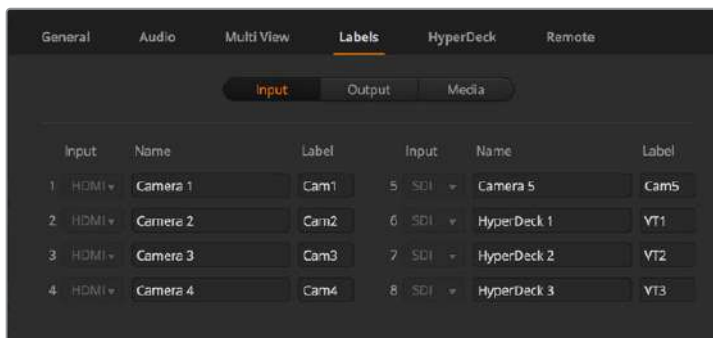 General Audio Multi View Labels HyperDeck Remote
Input Output Media
Input Name Label Input Name Label
1 HDMI Camera 1 Cam1 5 SDI Camera 5 Cam5
2 HDMI Camera 2 Cam2 6 SDI HyperDeck 1 VT1
3 HDMI Camera 3 Cam3 7 SDI HyperDeck 2 VT2
4 HDMI Camera 4 Cam4 8 SDI HyperDeck 3 VT3